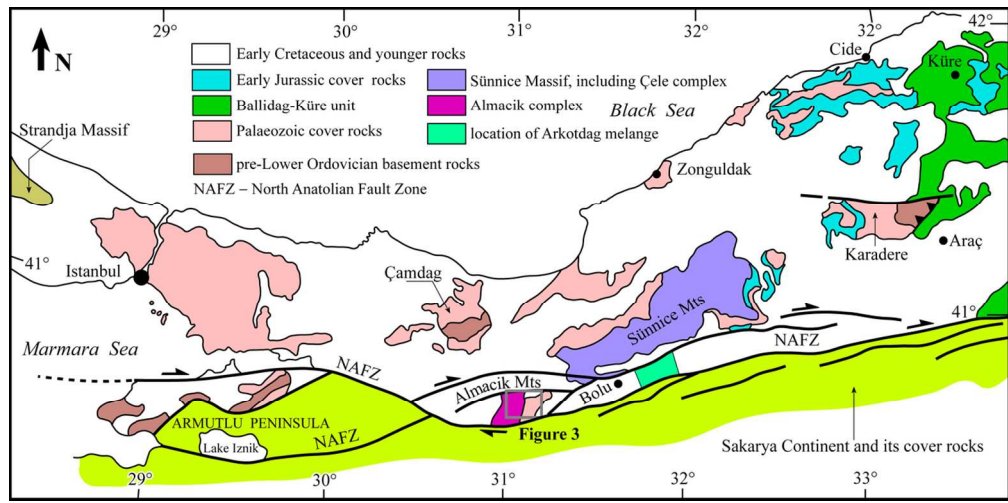 29°
30°
31°
32°
42°
N
Early Cretaceous and younger rocks
Early Jurassic cover rocks
Ballidag-Küre unit
Palaeozoic cover rocks
pre-Lower Ordovician basement rocks
NAFZ – North Anatolian Fault Zone
Sünnice Massif, including Çele complex
Almacik complex
location of Arkotdag melange
Black Sea
Cide
Küre
Strandja Massif
Zonguldak
Karadere
Araç
41°
Istanbul
Çamdag
Sünnice Mts
41°
Marmara Sea
NAFZ
NAFZ
Almacik Mts
Bolu
ARMUTLU PENINSULA
NAFZ
Lake Iznik
Figure 3
Sakarya Continent and its cover rocks
29°
30°
31°
32°
33°